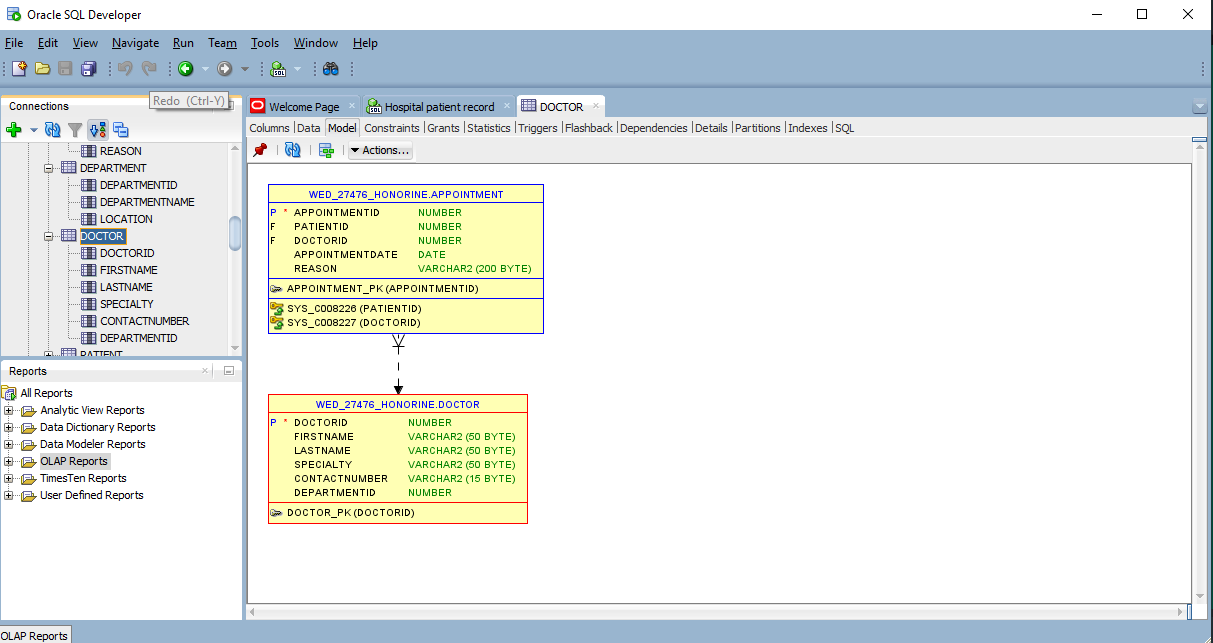 Oracle SQL Developer
File Edit View Navigate Run Team Tools Window Help
Redo (Ctrl-Y)
Connections
REASON
DEPARTMENT
DEPARTMENTID
DEPARTMENTNAME
LOCATION
DOCTOR
DOCTORID
FIRSTNAME
LASTNAME
SPECIALTY
CONTACTNUMBER
DEPARTMENTID
PATIENT
Reports
All Reports
Analytic View Reports
Data Dictionary Reports
Data Modeler Reports
OLAP Reports
TimesTen Reports
User Defined Reports
OLAP Reports
Welcome Page Hospital patient record DOCTOR
Columns Data Model Constraints Grants Statistics Triggers Flashback Dependencies Details Partitions Indexes SQL
Actions...
WED_27476_HONORINE.APPOINTMENT
P * APPOINTMENTID NUMBER
F PATIENTID NUMBER
F DOCTORID NUMBER
APPOINTMENTDATE DATE
REASON VARCHAR2 (200 BYTE)
APPOINTMENT_PK (APPOINTMENTID)
SYS_C008226 (PATIENTID)
SYS_C008227 (DOCTORID)
WED_27476_HONORINE.DOCTOR
P * DOCTORID NUMBER
FIRSTNAME VARCHAR2 (50 BYTE)
LASTNAME VARCHAR2 (50 BYTE)
SPECIALTY VARCHAR2 (50 BYTE)
CONTACTNUMBER VARCHAR2 (15 BYTE)
DEPARTMENTID NUMBER
DOCTOR_PK (DOCTORID)